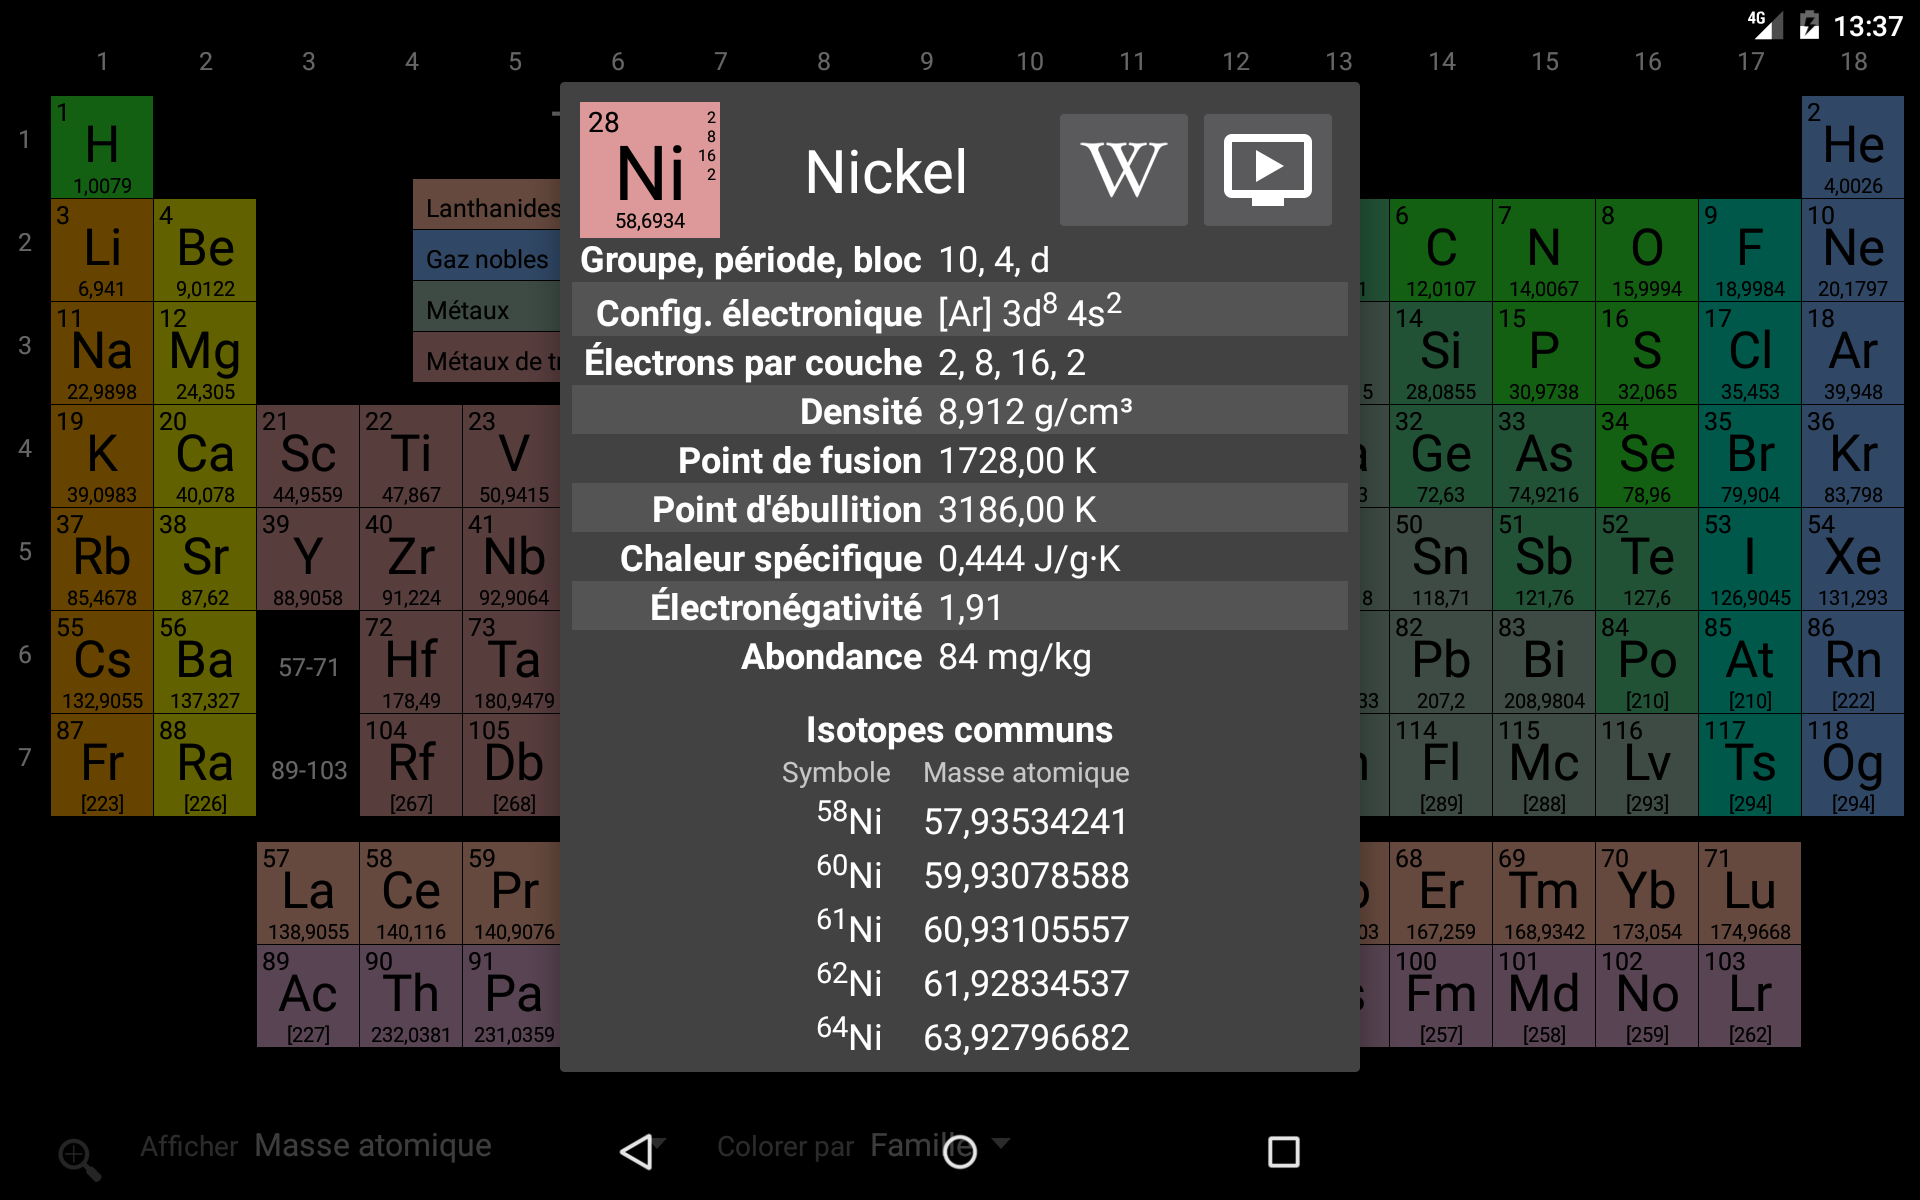 4G 13:37
1 2 3 4 5 6 7 8 9 10 11 12 13 14 15 16 17 18
28 Ni 58,6934 2 8 16 2
Nickel
W
Groupe, période, bloc 10, 4, d
Config. électronique [Ar] 3d⁸ 4s²
Électrons par couche 2, 8, 16, 2
Densité 8,912 g/cm³
Point de fusion 1728,00 K
Point d'ébullition 3186,00 K
Chaleur spécifique 0,444 J/g·K
Électronégativité 1,91
Abondance 84 mg/kg
Isotopes communs
Symbole Masse atomique
⁵⁸Ni 57,93534241
⁶⁰Ni 59,93078588
⁶¹Ni 60,93105557
⁶²Ni 61,92834537
⁶⁴Ni 63,92796682
Lanthanides
Gaz nobles
Métaux
Métaux de
1
1 H 1,0079
2 He 4,0026
2
3 Li 6,941
4 Be 9,0122
6 C 12,0107
7 N 14,0067
8 O 15,9994
9 F 18,9984
10 Ne 20,1797
3
11 Na 22,9898
12 Mg 24,305
14 Si 28,0855
15 P 30,9738
16 S 32,065
17 Cl 35,453
18 Ar 39,948
4
19 K 39,0983
20 Ca 40,078
21 Sc 44,9559
22 Ti 47,867
23 V 50,9415
32 Ge 72,63
33 As 74,9216
34 Se 78,96
35 Br 79,904
36 Kr 83,798
5
37 Rb 85,4678
38 Sr 87,62
39 Y 88,9058
40 Zr 91,224
41 Nb 92,9064
50 Sn 118,71
51 Sb 121,76
52 Te 127,6
53 I 126,9045
54 Xe 131,293
6
55 Cs 132,9055
56 Ba 137,327
57-71
72 Hf 178,49
73 Ta 180,9479
82 Pb 207,2
83 Bi 208,9804
84 Po [210]
85 At [210]
86 Rn [222]
7
87 Fr [223]
88 Ra [226]
89-103
104 Rf [267]
105 Db [268]
114 Fl [289]
115 Mc [288]
116 Lv [293]
117 Ts [294]
118 Og [294]
57 La 138,9055
58 Ce 140,116
59 Pr 140,9076
68 Er 167,259
69 Tm 168,9342
70 Yb 173,054
71 Lu 174,9668
89 Ac [227]
90 Th 232,0381
91 Pa 231,0359
100 Fm [257]
101 Md [258]
102 No [259]
103 Lr [262]
Afficher Masse atomique
Colorer par Famille